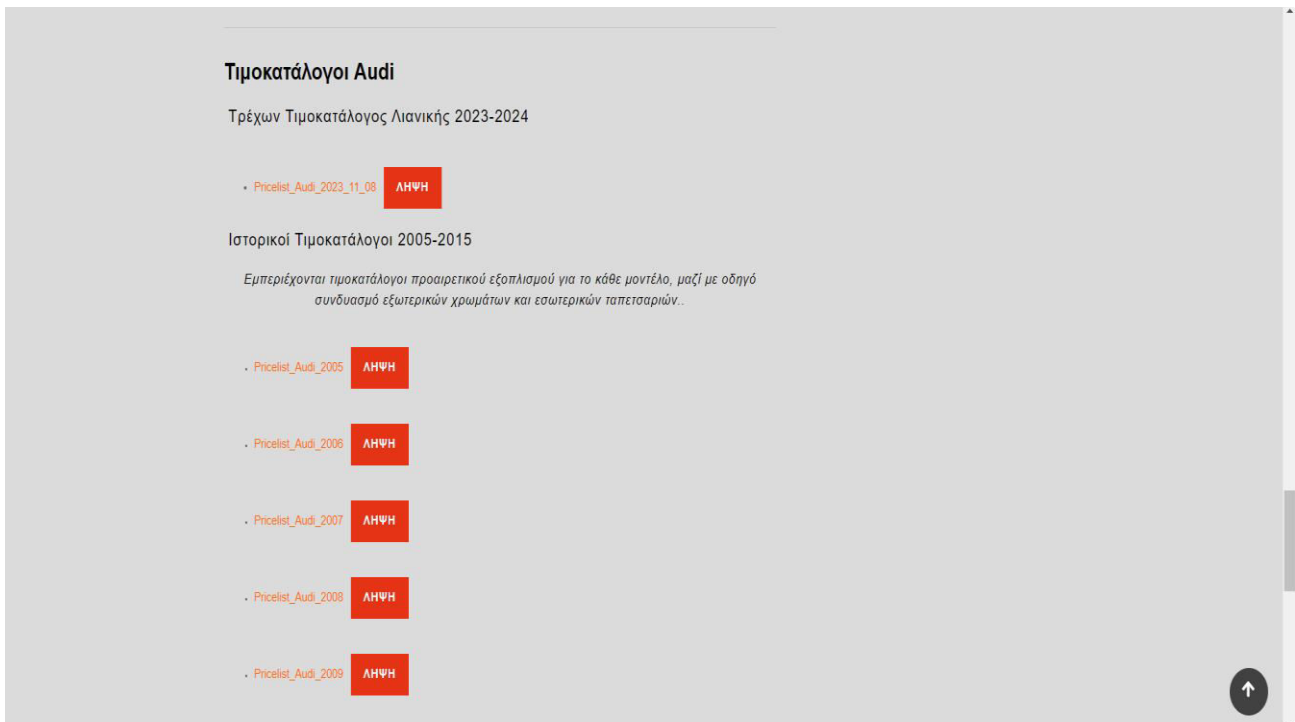 Τιμοκατάλογοι Audi
Τρέχων Τιμοκατάλογος Λιανικής 2023-2024
Pricelist_Audi_2023_11_08 ΛΗΨΗ
Ιστορικοί Τιμοκατάλογοι 2005-2015
Εμπεριέχονται τιμοκατάλογοι προαιρετικού εξοπλισμού για το κάθε μοντέλο, μαζί με οδηγό
συνδυασμό εξωτερικών χρωμάτων και εσωτερικών ταπετσαριών..
Pricelist_Audi_2005 ΛΗΨΗ
Pricelist_Audi_2006 ΛΗΨΗ
Pricelist_Audi_2007 ΛΗΨΗ
Pricelist_Audi_2008 ΛΗΨΗ
Pricelist_Audi_2009 ΛΗΨΗ